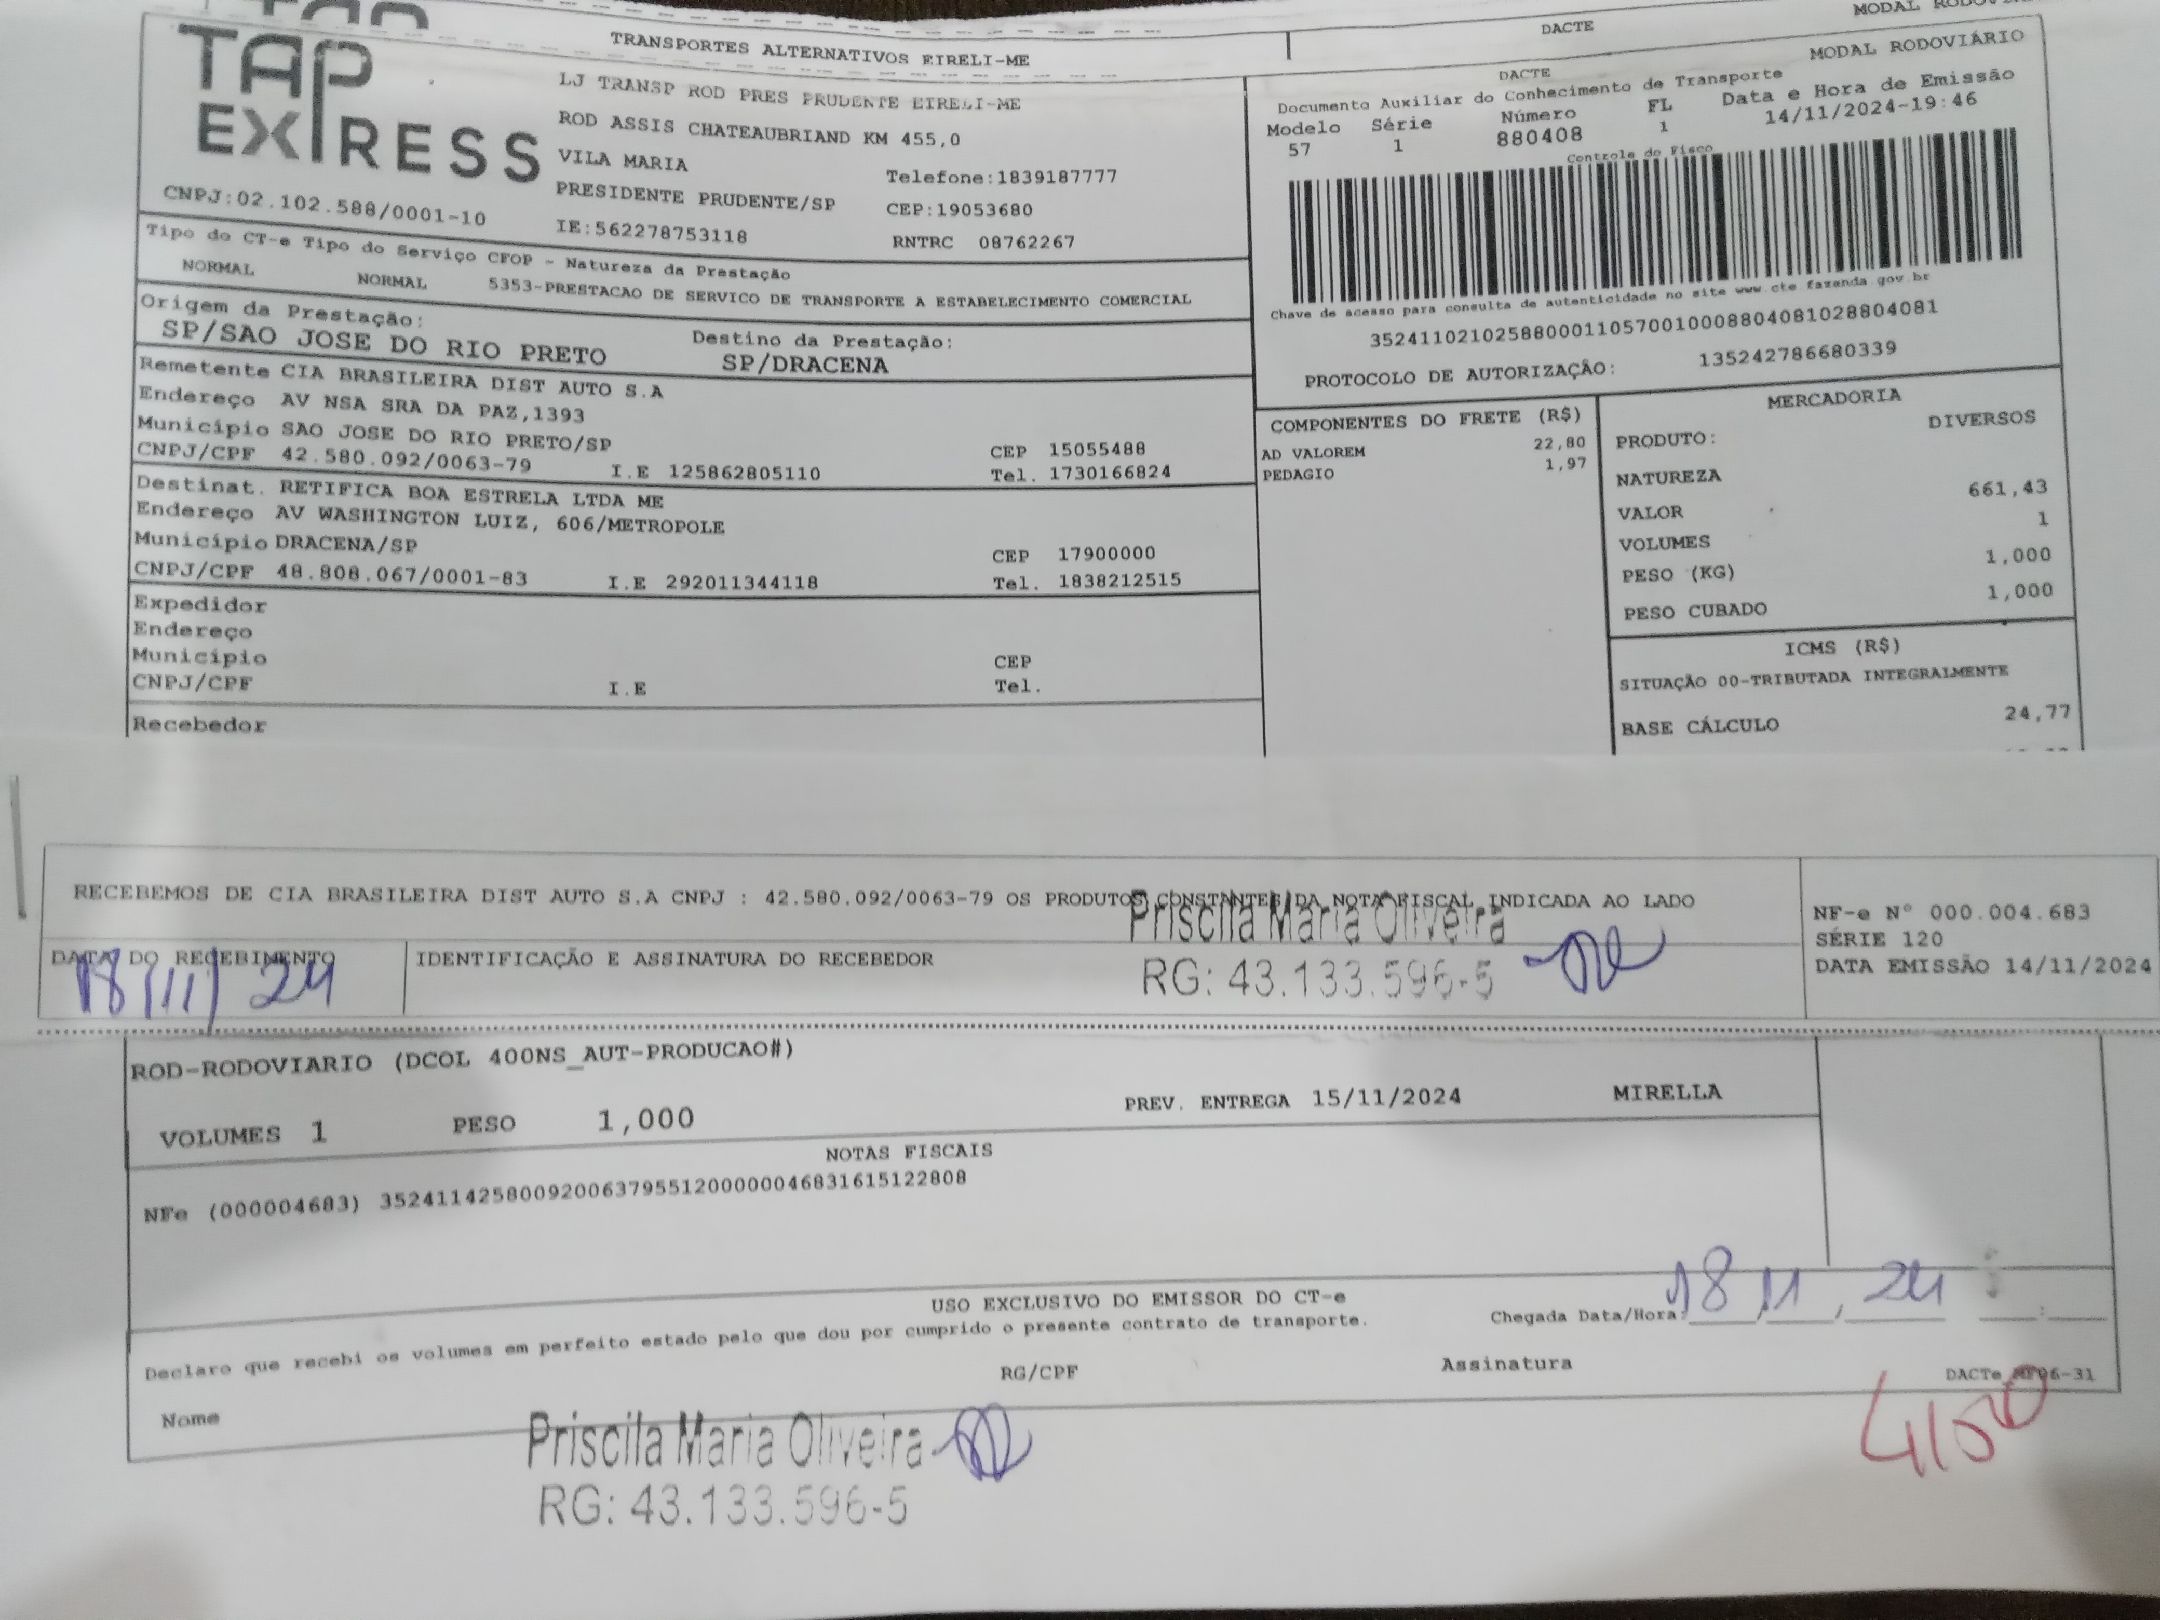 TAP
EXPRESS
CNPJ:02.102.588/0001-10
TRANSPORTES ALTERNATIVOS EIRELI-ME
LJ TRANSP ROD PRES PRUDENTE EIRELI-ME
ROD ASSIS CHATEAUBRIAND KM 455,0
VILA MARIA
Telefone:1839187777
PRESIDENTE PRUDENTE/SP
CEP:19053680
IE:562278753118
RNTRC 08762267
DACTE
MODAL RODOVIÁRIO
DACTE
Documento Auxiliar do Conhecimento de Transporte
Modelo Série Número FL Data e Hora de Emissão
57 1 880408 1 14/11/2024-19:46
Controle do Fisco
Chave de acesso para consulta de autenticidade no site www.cte fazenda.gov.br
35241102102588000110570010008804081028804081
PROTOCOLO DE AUTORIZAÇÃO: 135242786680339
Tipo do CT-e Tipo do Serviço CFOP - Natureza da Prestação
NORMAL NORMAL 5353-PRESTACAO DE SERVICO DE TRANSPORTE A ESTABELECIMENTO COMERCIAL
Origem da Prestação: Destino da Prestação:
SP/SAO JOSE DO RIO PRETO SP/DRACENA
Remetente CIA BRASILEIRA DIST AUTO S.A
Endereço AV NSA SRA DA PAZ,1393
Município SAO JOSE DO RIO PRETO/SP CEP 15055488
CNPJ/CPF 42.580.092/0063-79 I.E 125862805110 Tel. 1730166824
Destinat. RETIFICA BOA ESTRELA LTDA ME
Endereço AV WASHINGTON LUIZ, 606/METROPOLE
Município DRACENA/SP CEP 17900000
CNPJ/CPF 48.808.067/0001-83 I.E 292011344118 Tel. 1838212515
Expedidor
Endereço
Município CEP
CNPJ/CPF I.E Tel.
Recebedor
COMPONENTES DO FRETE (R$)
AD VALOREM 22,80
PEDAGIO 1,97
MERCADORIA
PRODUTO: DIVERSOS
NATUREZA
VALOR 661,43
VOLUMES 1
PESO (KG) 1,000
PESO CUBADO 1,000
ICMS (R$)
SITUAÇÃO 00-TRIBUTADA INTEGRALMENTE
BASE CÁLCULO 24,77
RECEBEMOS DE CIA BRASILEIRA DIST AUTO S.A CNPJ : 42.580.092/0063-79 OS PRODUTOS CONSTANTES DA NOTA FISCAL INDICADA AO LADO
Priscila Maria Oliveira
RG: 43.133.596-5
DATA DO RECEBIMENTO
18/11/24
IDENTIFICAÇÃO E ASSINATURA DO RECEBEDOR
NF-e N° 000.004.683
SÉRIE 120
DATA EMISSÃO 14/11/2024
ROD-RODOVIARIO (DCOL 400NS_AUT-PRODUCAO#)
VOLUMES 1 PESO 1,000 PREV. ENTREGA 15/11/2024 MIRELLA
NOTAS FISCAIS
NFe (000004683) 35241142580092006379551200000046831615122808
USO EXCLUSIVO DO EMISSOR DO CT-e
Declaro que recebi os volumes em perfeito estado pelo que dou por cumprido o presente contrato de transporte.
Chegada Data/Hora: 18 11 24
Nome RG/CPF Assinatura
Priscila Maria Oliveira
RG: 43.133.596-5